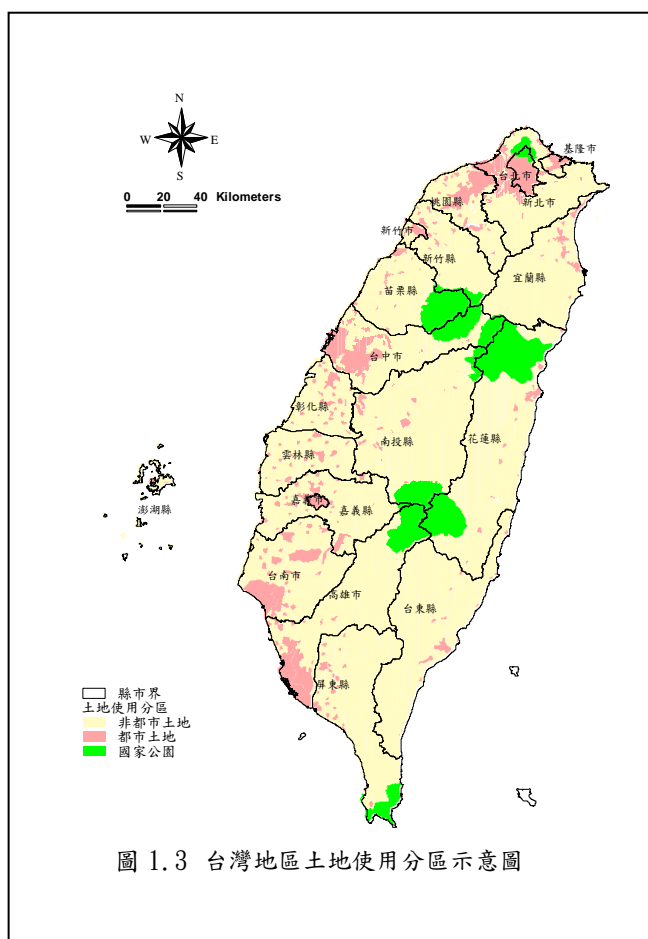 N
W E
S
0 20 40 Kilometers
基隆市
台北市
新北市
桃園縣
新竹市
新竹縣
宜蘭縣
苗栗縣
台中市
彰化縣
南投縣
花蓮縣
雲林縣
嘉義市
嘉義縣
澎湖縣
台南市
高雄市
台東縣
屏東縣
縣市界
土地使用分區
非都市土地
都市土地
國家公園
圖 1.3 台灣地區土地使用分區示意圖